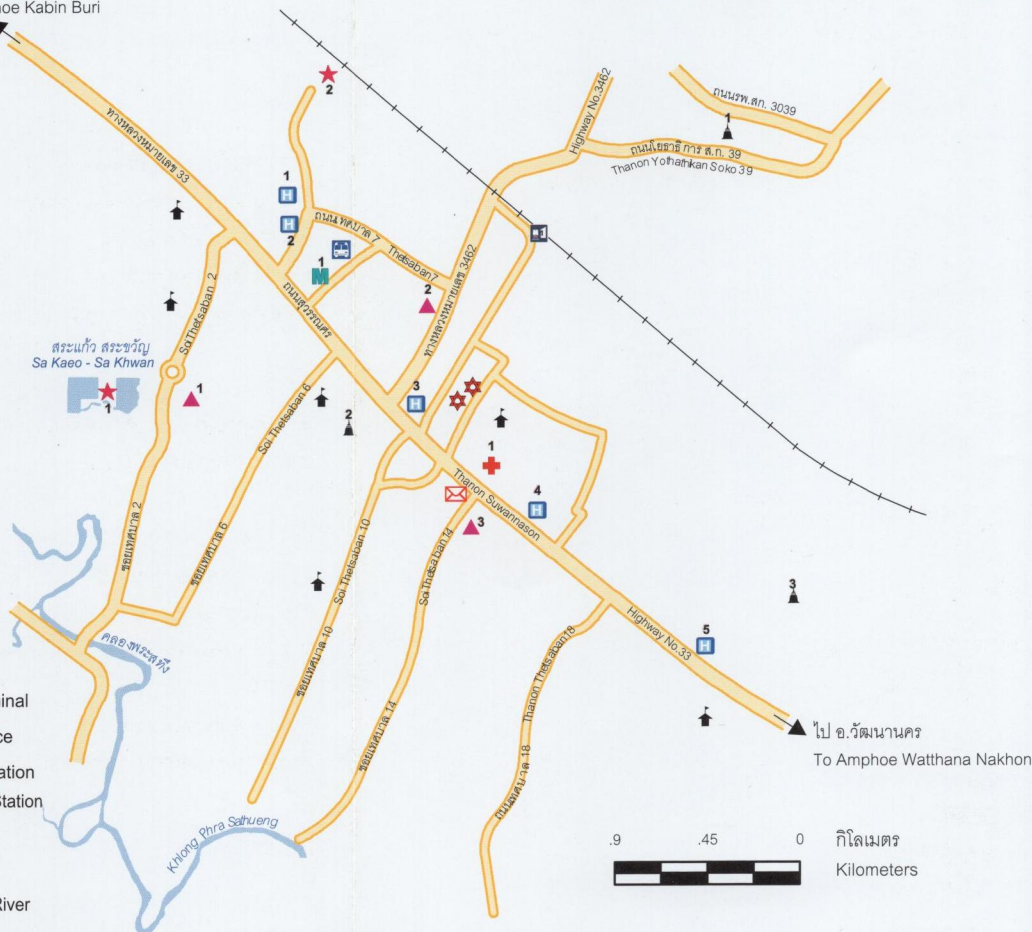 oe Kabin Buri
2
ทางหลวงหมายเลข 33
Highway No.3462
ถนนรพ.สก. 3039
1
ถนนโยธาธิการ ส.ก. 39
Thanon Yothathikan Soko 39
1
H
H
2
ถนนเทศบาล 7
Thetsaban 7
1
M
2
ทางหลวงหมายเลข 3462
ถนนสุวรรณศร
Soi Thetsaban 2
สระแก้ว สระขวัญ
Sa Kaeo - Sa Khwan
1
1
3
H
2
Soi Thetsaban 6
1
4
H
Thanon Suwannason
3
ซอยเทศบาล 2
ซอยเทศบาล 6
Soi Thetsaban 10
Soi Thetsaban 14
3
Highway No.33
5
H
คลองพระสทึง
ซอยเทศบาล 10
Thanon Thetsaban 18
inal
ce
ation
Station
ซอยเทศบาล 14
ถนนเทศบาล 18
ไป อ.วัฒนานคร
To Amphoe Watthana Nakhon
Khlong Phra Sathueng
.9 .45 0 กิโลเมตร
Kilometers
River